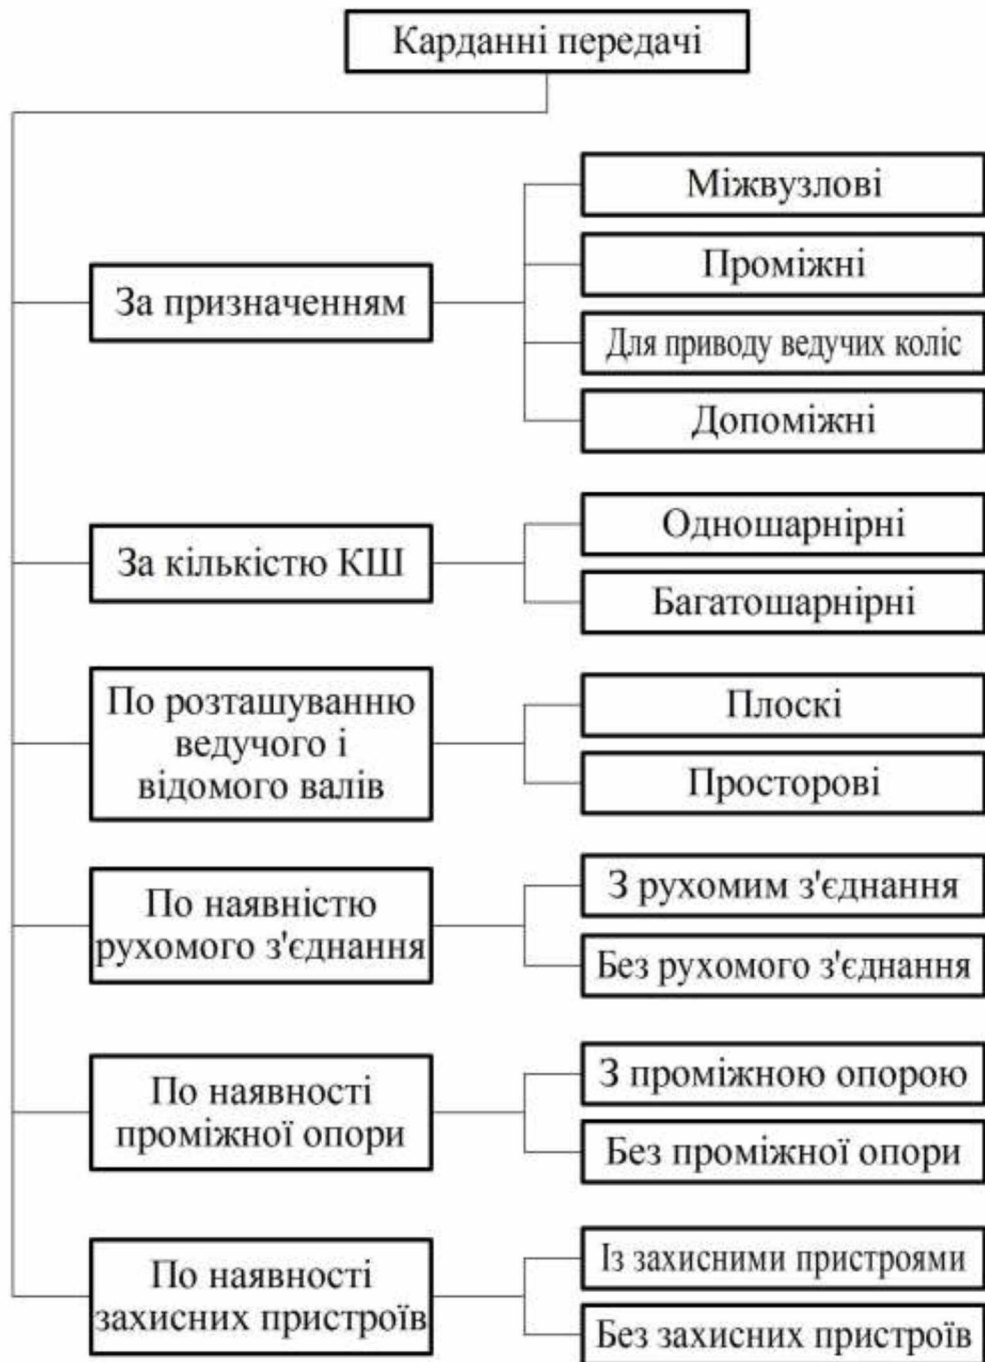 Карданні передачі
За призначенням
Міжвузлові
Проміжні
Для приводу ведучих коліс
Допоміжні
За кількістю КШ
Одношарнірні
Багатошарнірні
По розташуванню
ведучого і
відомого валів
Плоскі
Просторові
По наявністю
рухомого з'єднання
З рухомим з'єднання
Без рухомого з'єднання
По наявності
проміжної опори
З проміжною опорою
Без проміжної опори
По наявності
захисних пристроїв
Із захисними пристроями
Без захисних пристроїв